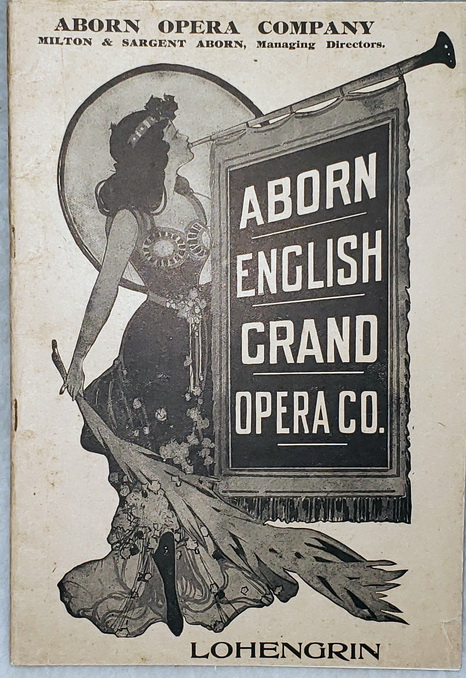 ABORN OPERA COMPANY
MILTON & SARGENT ABORN, Managing Directors.
ABORN
ENGLISH
GRAND
OPERA CO.
LOHENGRIN